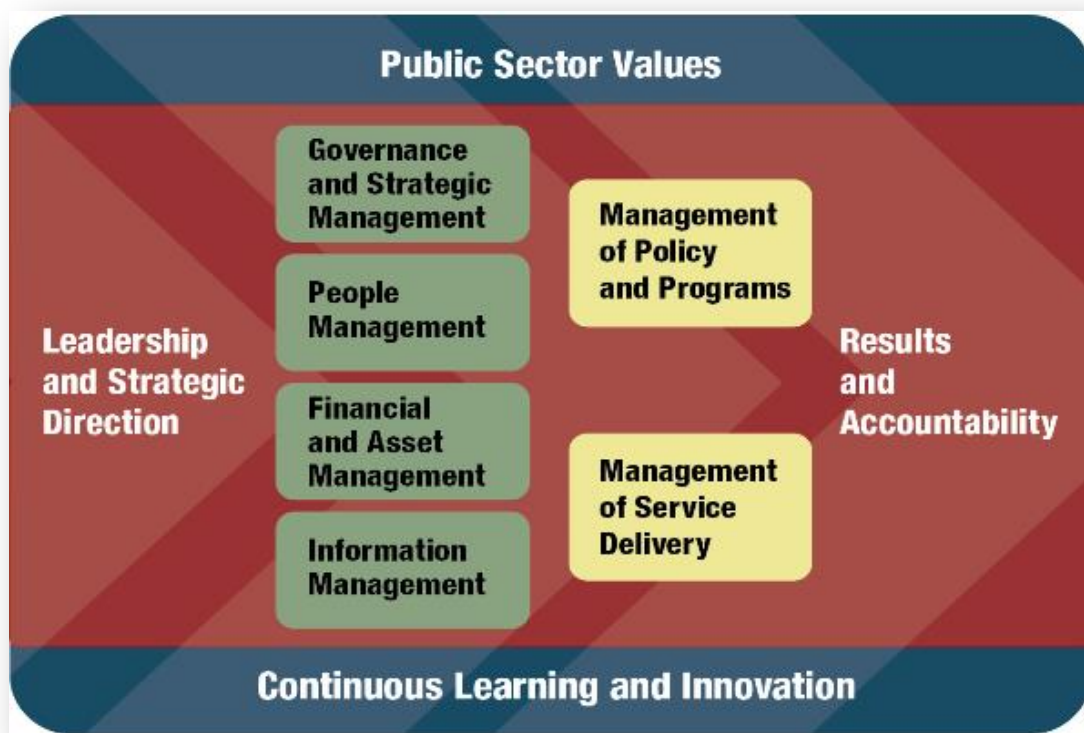 Public Sector Values
Leadership
and Strategic
Direction
Governance
and Strategic
Management
People
Management
Financial
and Asset
Management
Information
Management
Management
of Policy
and Programs
Management
of Service
Delivery
Results
and
Accountability
Continuous Learning and Innovation